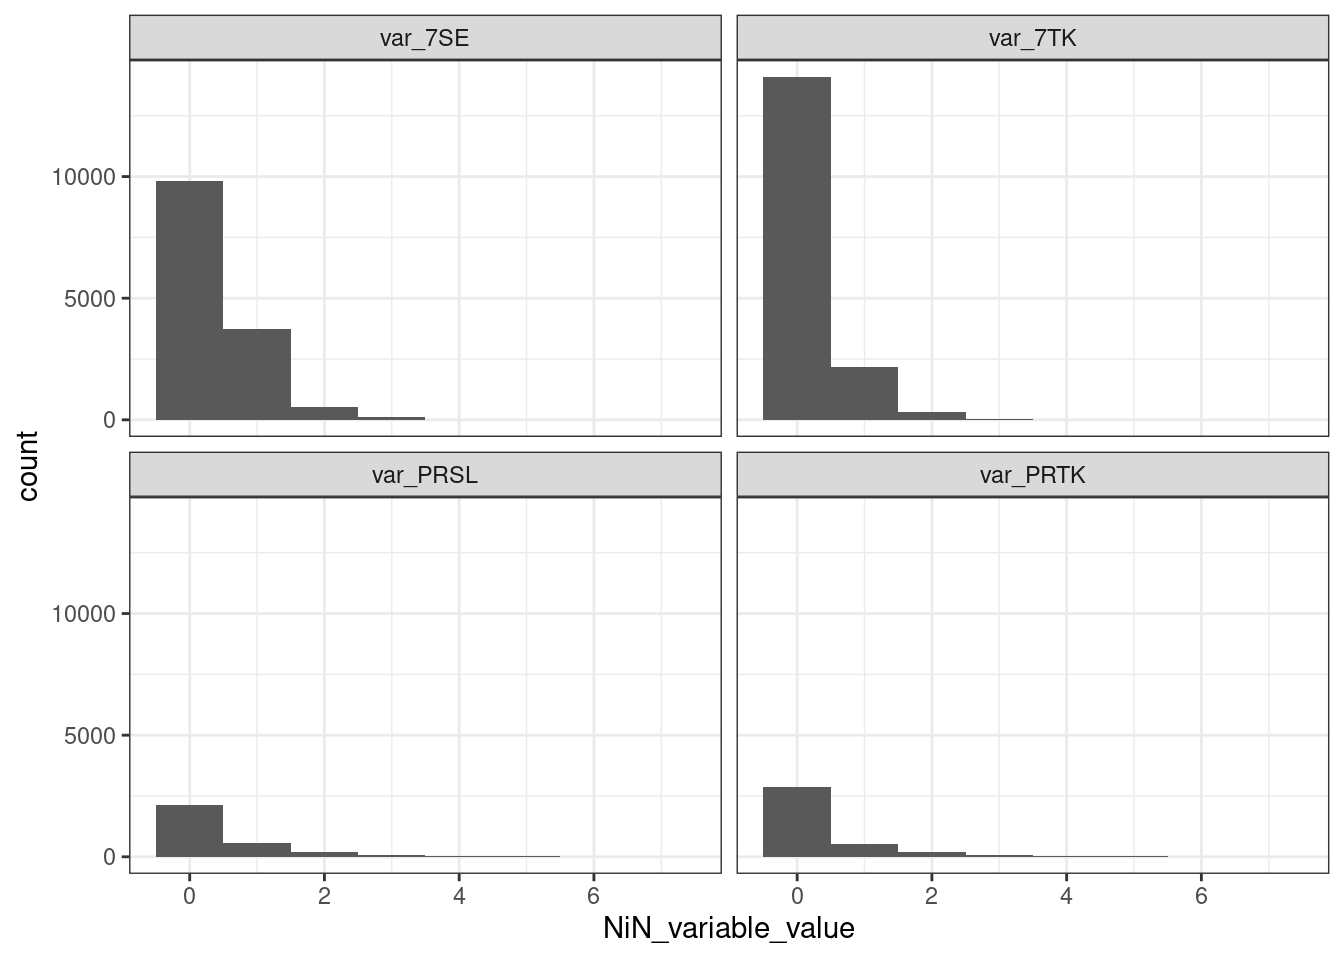 var_7SE
var_7TK
10000
5000
0
var_PRSL
var_PRTK
10000
5000
0
0 2 4 6
0 2 4 6
NiN_variable_value
count